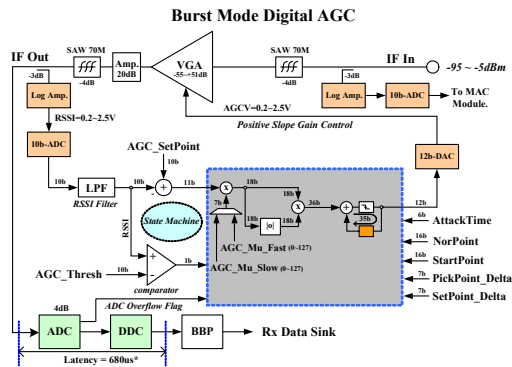 Burst Mode Digital AGC
IF Out
SAW 70M
-3dB
-4dB
Amp.
20dB
VGA
-55~+51dB
SAW 70M
-4dB
IF In
-3dB
-95 ~ -5dBm
Log Amp.
RSSI=0.2~2.5V
AGCV=0.2~2.5V
Positive Slope Gain Control
Log Amp.
10b-ADC
To MAC
Module.
10b-ADC
12b-DAC
AGC_SetPoint
10b
10b
LPF
10b
RSSI Filter
+
-
11b
x
18b
18b
7b
18b
|σ|
18b
x
36b
+
35b
12b
State Machine
RSSI
AGC_Mu_Fast (0~127)
AGC_Mu_Slow (0~127)
AGC_Thresh
10b
+
-
1b
comparator
6b
AttackTime
16b
NorPoint
16b
StartPoint
7b
PickPoint_Delta
7b
SetPoint_Delta
4dB
ADC Overflow Flag
ADC
DDC
BBP
Rx Data Sink
Latency = 680us*